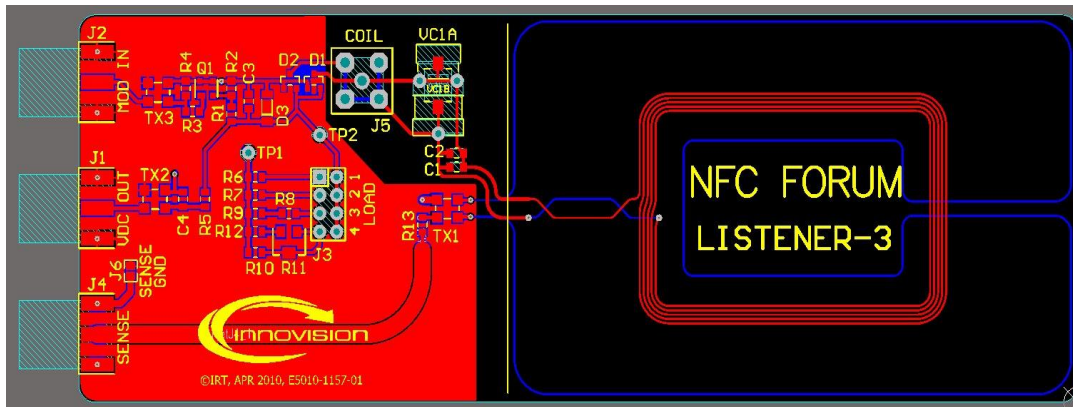 J2
MOD IN
TX3
R4
Q1
R3
R2
R1
C3
D3
D2
D1
COIL
J5
VC1A
VC1B
C2
C1
TP2
TP1
J1
VDC OUT
TX2
C4
R5
R6
R7
R8
R9
R12
R10
R11
J3
1
2
3
4
LOAD
R13
TX1
J6
SENSE
GND
J4
SENSE
innovision
©IRT, APR 2010, E5010-1157-01
NFC FORUM
LISTENER-3